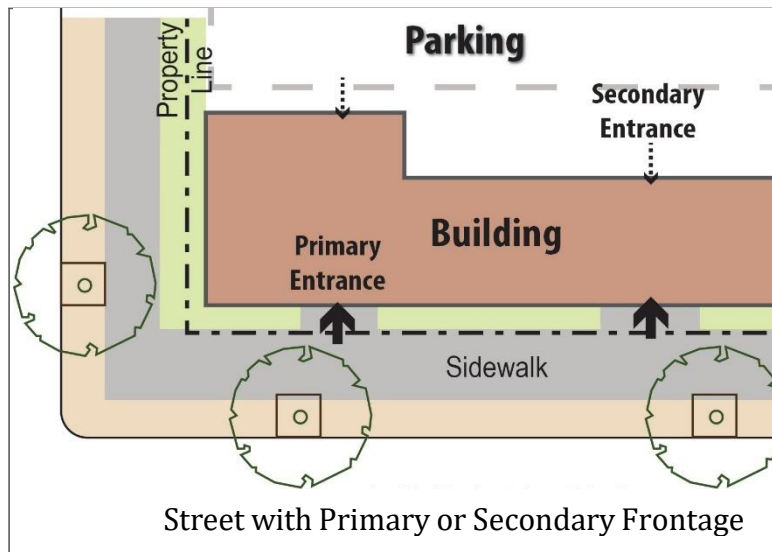 Parking
Property
Line
Secondary
Entrance
Building
Primary
Entrance
Sidewalk
Street with Primary or Secondary Frontage